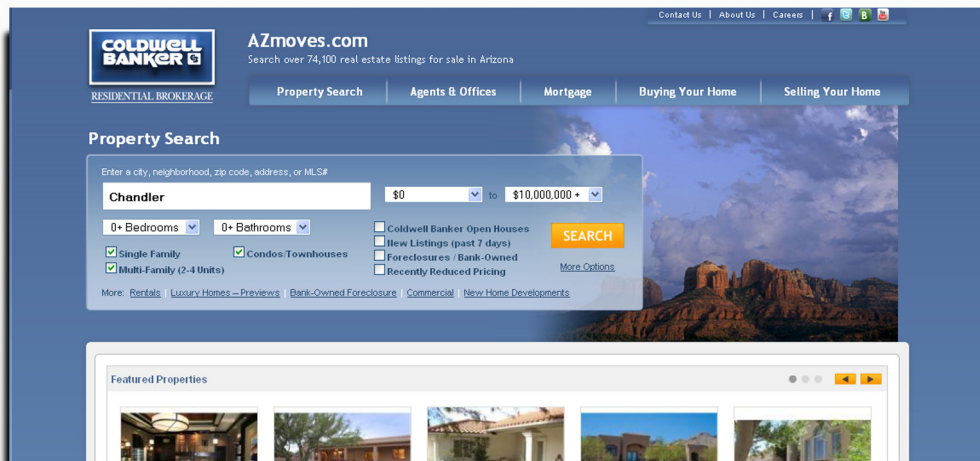 Contact Us | About Us | Careers |
COLDWELL
BANKER
RESIDENTIAL BROKERAGE
AZmoves.com
Search over 74,100 real estate listings for sale in Arizona
Property Search
Agents & Offices
Mortgage
Buying Your Home
Selling Your Home
Property Search
Enter a city, neighborhood, zip code, address, or MLS#
Chandler
$0 to $10,000,000 +
0+ Bedrooms 0+ Bathrooms
Single Family Condos/Townhouses
Multi-Family (2-4 Units)
Coldwell Banker Open Houses
New Listings (past 7 days)
Foreclosures / Bank-Owned
Recently Reduced Pricing
SEARCH
More Options
More: Rentals | Luxury Homes – Previews | Bank-Owned Foreclosure | Commercial | New Home Developments
Featured Properties